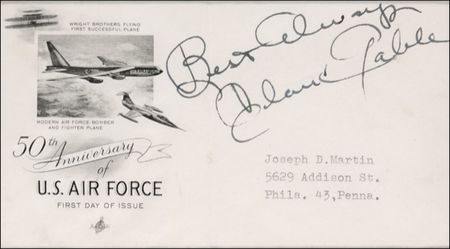 WRIGHT BROTHERS FLYING
FIRST SUCCESSFUL PLANE
MODERN AIR FORCE BOMBER
AND FIGHTER PLANE
50th Anniversary
of
U.S. AIR FORCE
FIRST DAY OF ISSUE
Best Always
Clark Gable
Joseph D.Martin
5629 Addison St.
Phila. 43,Penna.